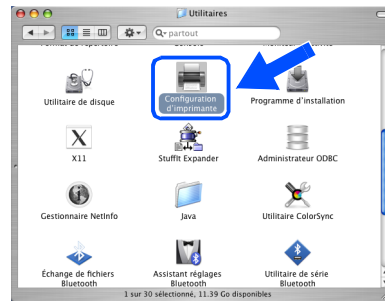 Utilitaires
partout
Utilitaire de disque
Configuration
d'imprimante
Programme d'installation
X11
StuffIt Expander
Administrateur ODBC
Gestionnaire NetInfo
Java
Utilitaire ColorSync
Échange de fichiers
Bluetooth
Assistant réglages
Bluetooth
Utilitaire de série
Bluetooth
1 sur 30 sélectionné, 11.39 Go disponibles